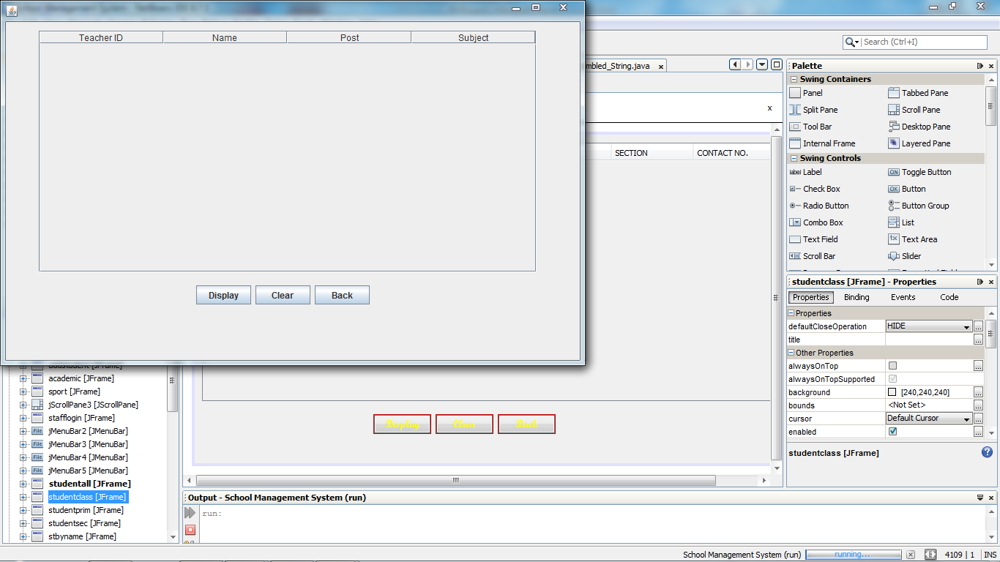 Teacher ID Name Post Subject
Display Clear Back
Search (Ctrl+I)
mbled_String.java x
x
SECTION CONTACT NO.
Display Clear Back
Palette
Swing Containers
Panel Tabbed Pane
Split Pane Scroll Pane
Tool Bar Desktop Pane
Internal Frame Layered Pane
Swing Controls
label Label ON Toggle Button
Check Box OK Button
Radio Button Button Group
Combo Box List
Text Field tx Text Area
Scroll Bar Slider
studentclass [JFrame] - Properties
Properties Binding Events Code
Properties
defaultCloseOperation HIDE ...
title ...
Other Properties
alwaysOnTop ...
alwaysOnTopSupported
background [240,240,240] ...
bounds <Not Set> ...
cursor Default Cursor ...
enabled ...
studentclass [JFrame]
addstudent [JFrame]
academic [JFrame]
sport [JFrame]
jScrollPane3 [JScrollPane]
stafflogin [JFrame]
File jMenuBar2 [JMenuBar]
File jMenuBar3 [JMenuBar]
File jMenuBar4 [JMenuBar]
File jMenuBar5 [JMenuBar]
studentall [JFrame]
studentclass [JFrame]
studentprim [JFrame]
studentsec [JFrame]
stbyname [JFrame]
Output - School Management System (run)
run:
School Management System (run) running... 4109 | 1 INS